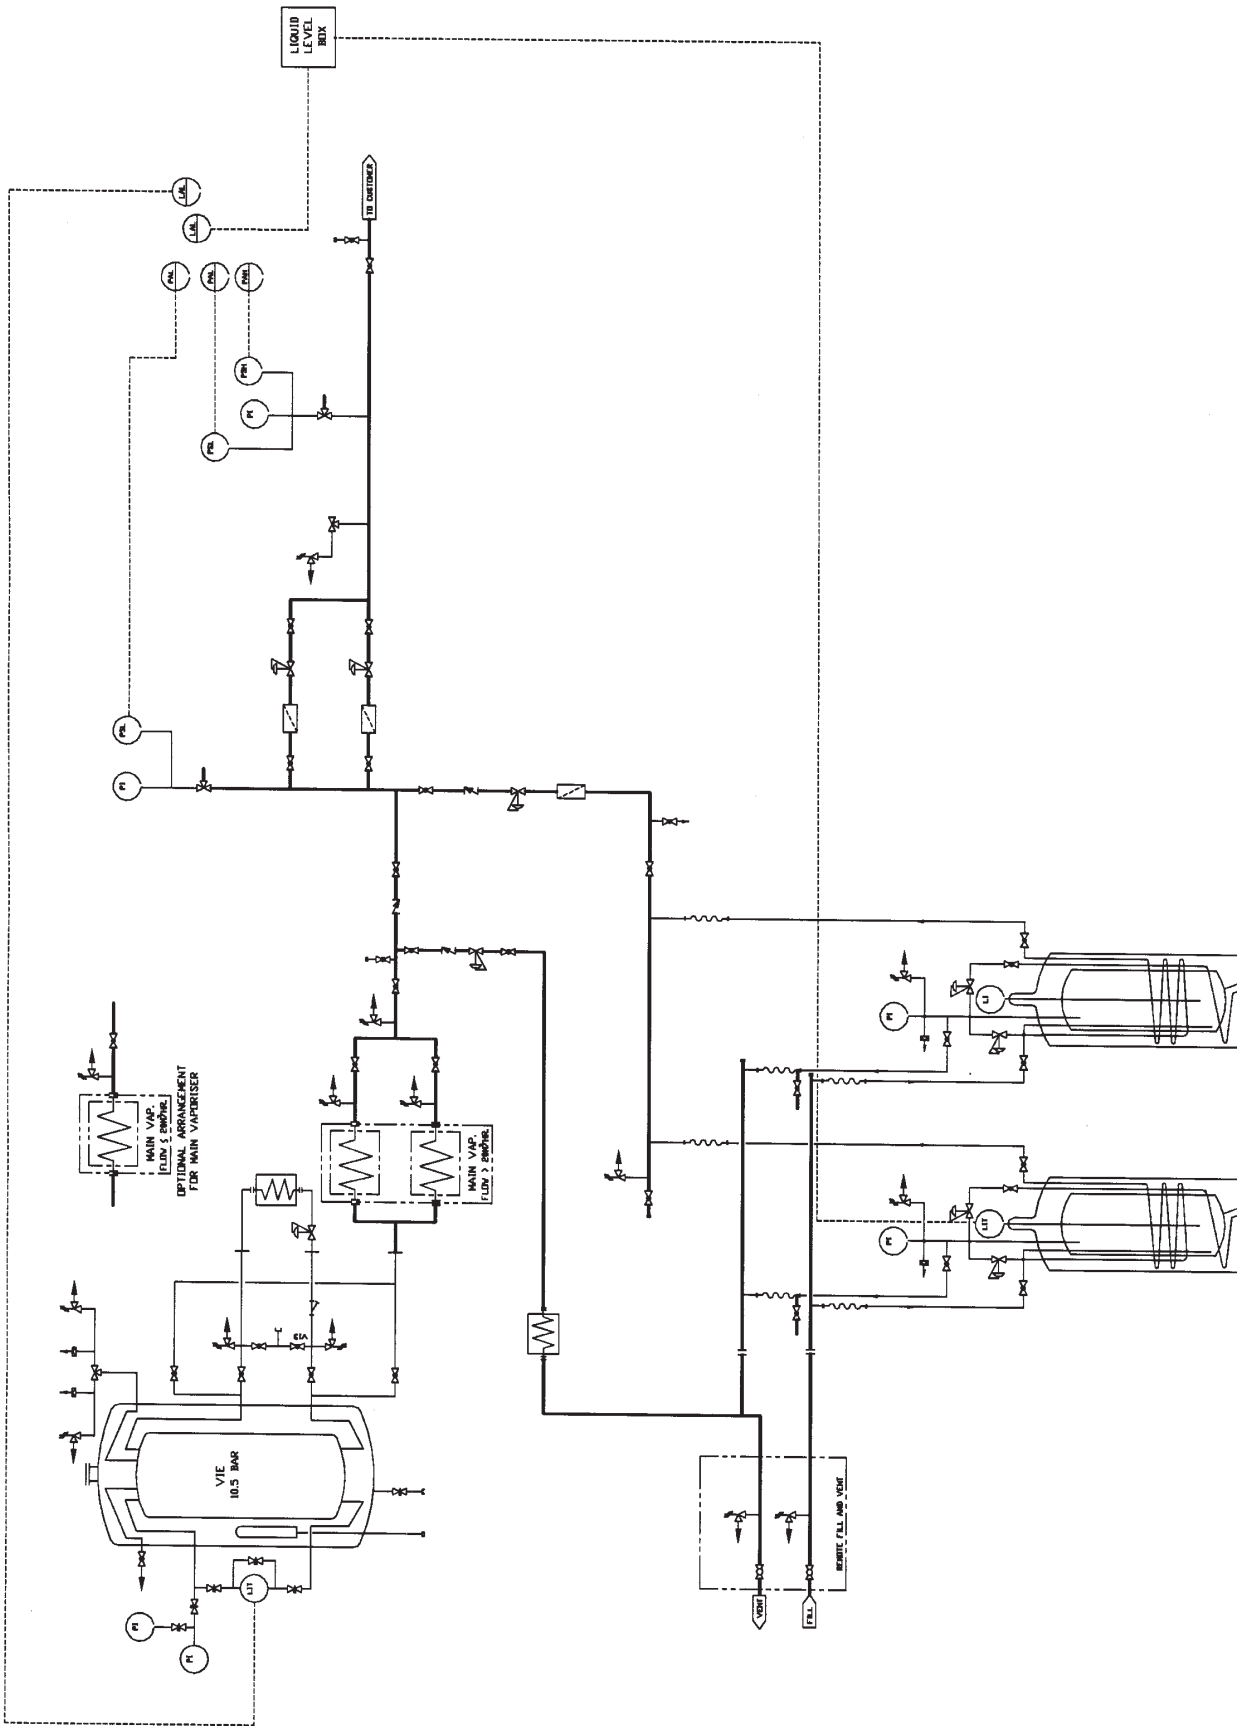 LIQUID
LEVEL
BOX
LAL
LAL
TO CUSTOMER
PAL
PAL
PAH
PSH
PI
PSL
PSL
PI
MAIN VAP.
FLOW ≤ 200M³/HR.
OPTIONAL ARRANGEMENT
FOR MAIN VAPORISER
MAIN VAP.
FLOW > 200M³/HR.
PI
LI
PI
LIT
VIE
10.5 BAR
LIT
PI
PI
REMOTE FILL AND VENT
VENT
FILL